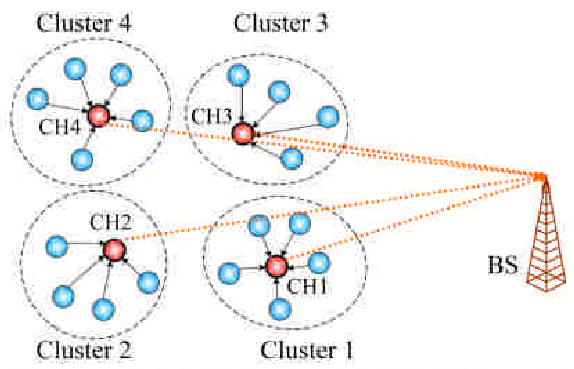 Cluster 4
Cluster 3
CH4
CH3
CH2
BS
CH1
Cluster 2
Cluster 1